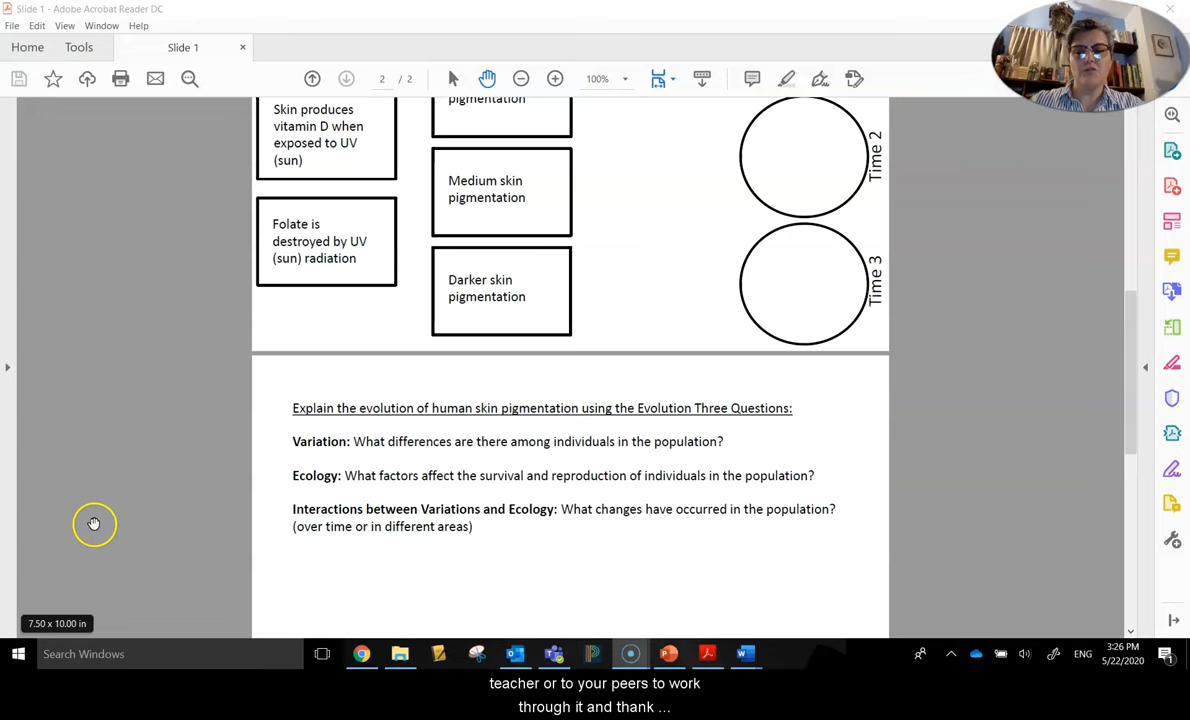 Slide 1 - Adobe Acrobat Reader DC
File Edit View Window Help
Home Tools Slide 1 ×
2 / 2 100%
pigmentation
Skin produces
vitamin D when
exposed to UV
(sun)
Medium skin
pigmentation
Folate is
destroyed by UV
(sun) radiation
Darker skin
pigmentation
Time 2
Time 3
Explain the evolution of human skin pigmentation using the Evolution Three Questions:
Variation: What differences are there among individuals in the population?
Ecology: What factors affect the survival and reproduction of individuals in the population?
Interactions between Variations and Ecology: What changes have occurred in the population?
(over time or in different areas)
7.50 x 10.00 in
Search Windows
ENG
3:26 PM
5/22/2020
1
teacher or to your peers to work
through it and thank ...